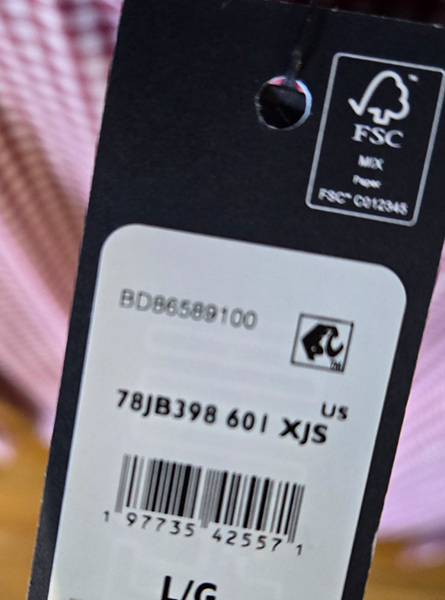 FSC
MIX
Paper
FSC™ C012345
BD86589100
US
78JB398 601 XJS
1 97735 42557 1
L/G